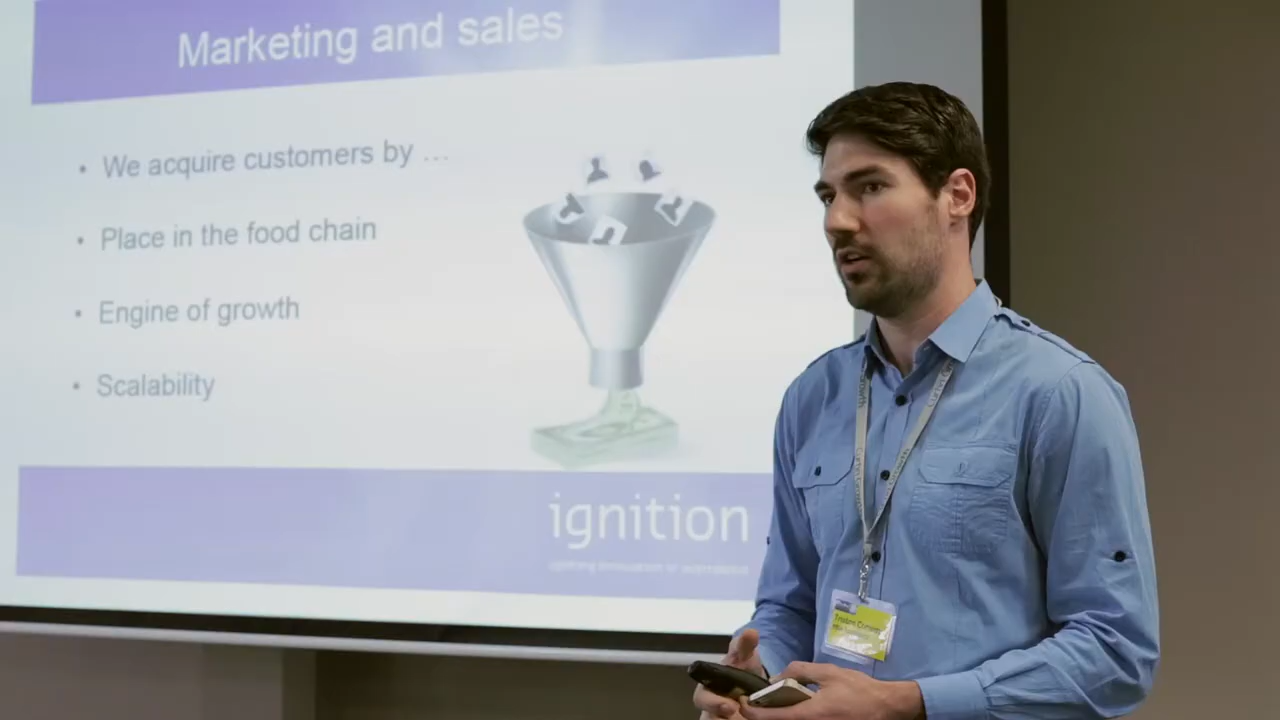 Marketing and sales
• We acquire customers by ...
• Place in the food chain
• Engine of growth
• Scalability
ignition